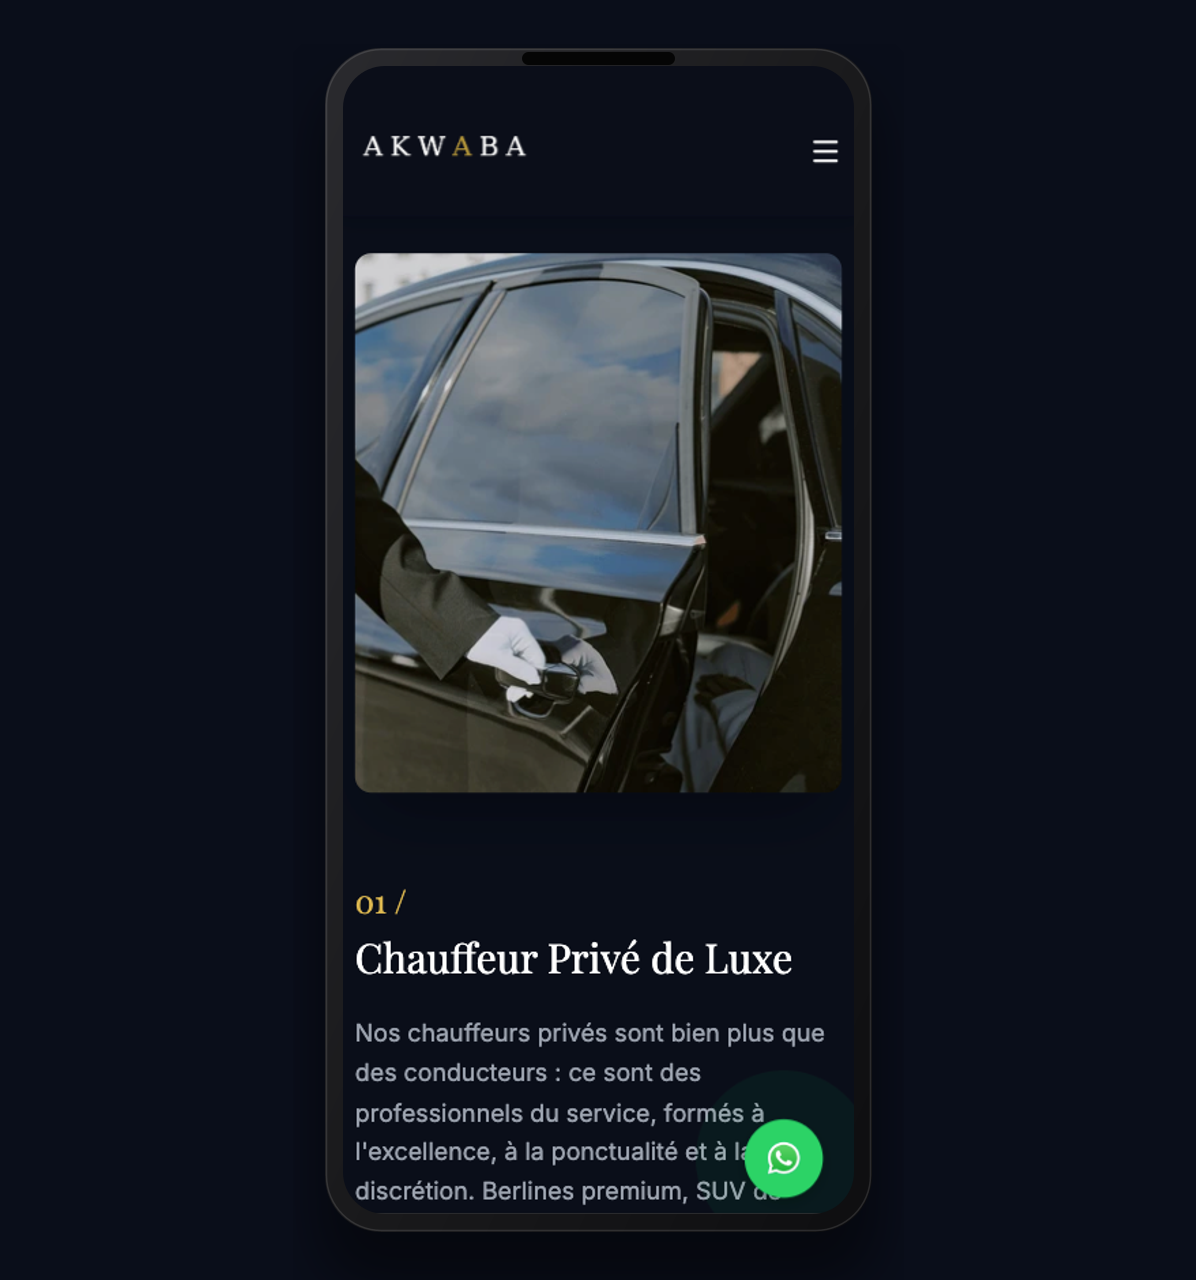 AKWABA
01 /
Chauffeur Privé de Luxe
Nos chauffeurs privés sont bien plus que
des conducteurs : ce sont des
professionnels du service, formés à
l'excellence, à la ponctualité et à
discrétion. Berlines premium, SUV